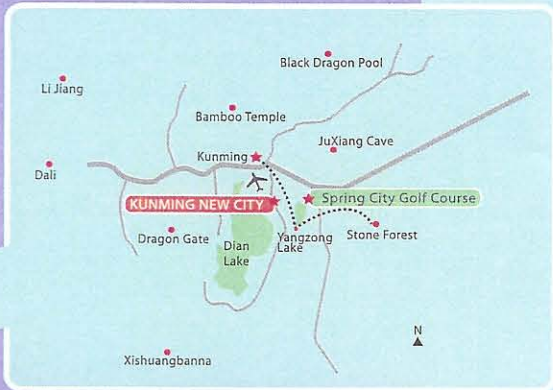 Black Dragon Pool
Li Jiang
Bamboo Temple
JuXiang Cave
Kunming
Dali
KUNMING NEW CITY
Spring City Golf Course
Dragon Gate
Dian
Lake
Yangzong
Lake
Stone Forest
N
Xishuangbanna